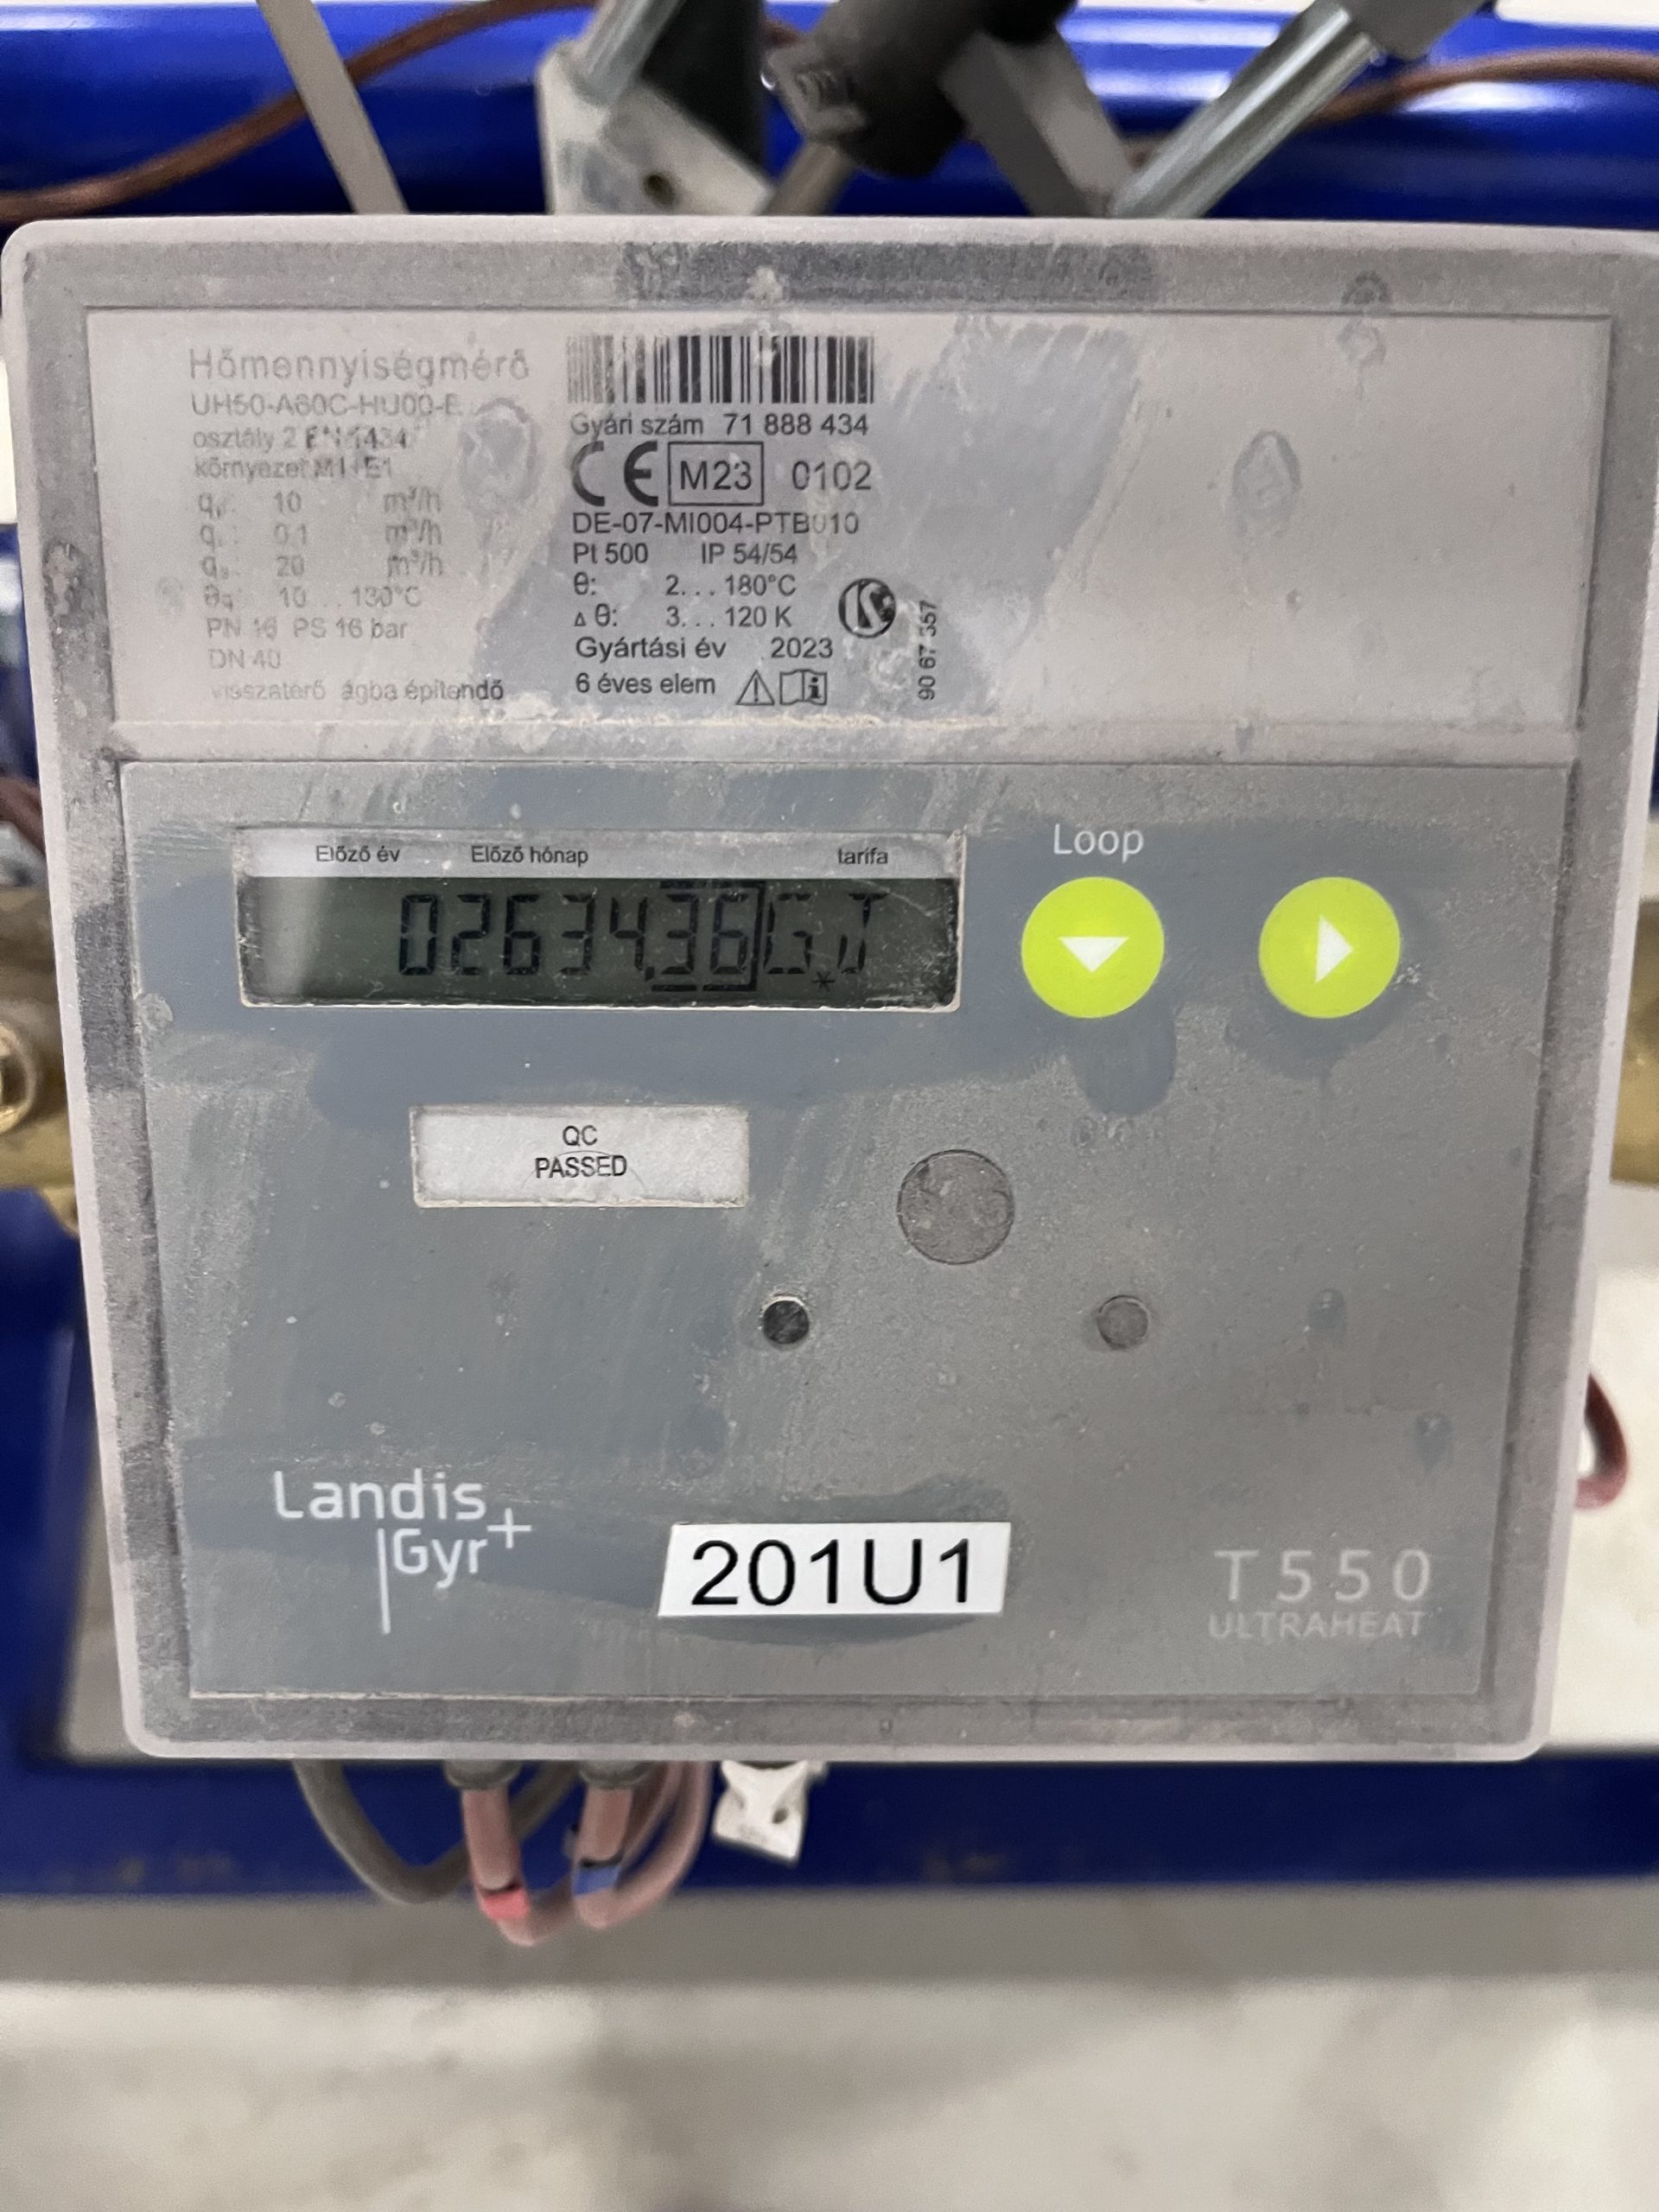 Hőmennyiségmérő
UH50-A60C-HU00-E
osztály 2 EN 1434
környezet M1+E1
qp: 10 m³/h
qi: 0,1 m³/h
qs: 20 m³/h
θq: 10...130°C
PN 16 PS 16 bar
DN 40
visszatérő ágba építendő
Gyári szám 71 888 434
CE M23 0102
DE-07-MI004-PTB010
Pt 500 IP 54/54
θ: 2...180°C
Δθ: 3...120 K
Gyártási év 2023
6 éves elem
90 67 357
Előző év Előző hónap tarifa
02634,36 GJ
Loop
QC
PASSED
Landis
Gyr+
201U1
T550
ULTRAHEAT